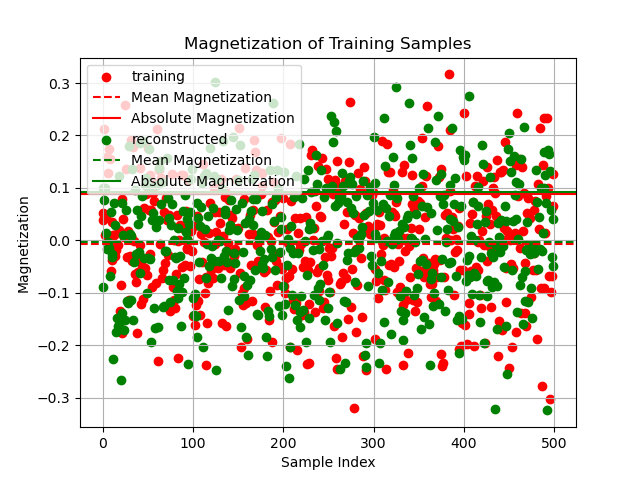 Magnetization of Training Samples
training
Mean Magnetization
Absolute Magnetization
reconstructed
Mean Magnetization
Absolute Magnetization
Magnetization
0.3
0.2
0.1
0.0
−0.1
−0.2
−0.3
0 100 200 300 400 500
Sample Index